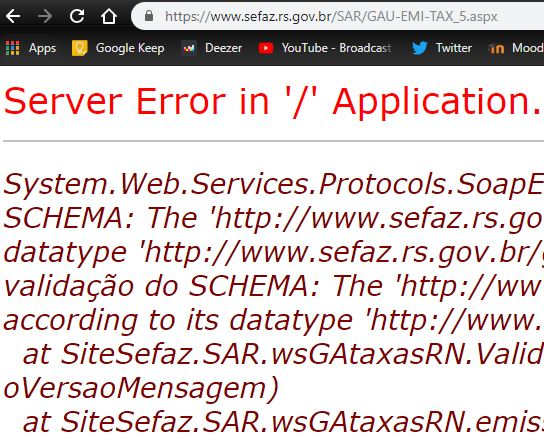 https://www.sefaz.rs.gov.br/SAR/GAU-EMI-TAX_5.aspx
Apps Google Keep Deezer YouTube - Broadcast Twitter in Mood
Server Error in '/' Application.
System.Web.Services.Protocols.SoapE
SCHEMA: The 'http://www.sefaz.rs.go
datatype 'http://www.sefaz.rs.gov.br/g
validação do SCHEMA: The 'http://ww
according to its datatype 'http://www.
at SiteSefaz.SAR.wsGAtaxasRN.Valid
oVersaoMensagem)
at SiteSefaz.SAR.wsGAtaxasRN.emiss